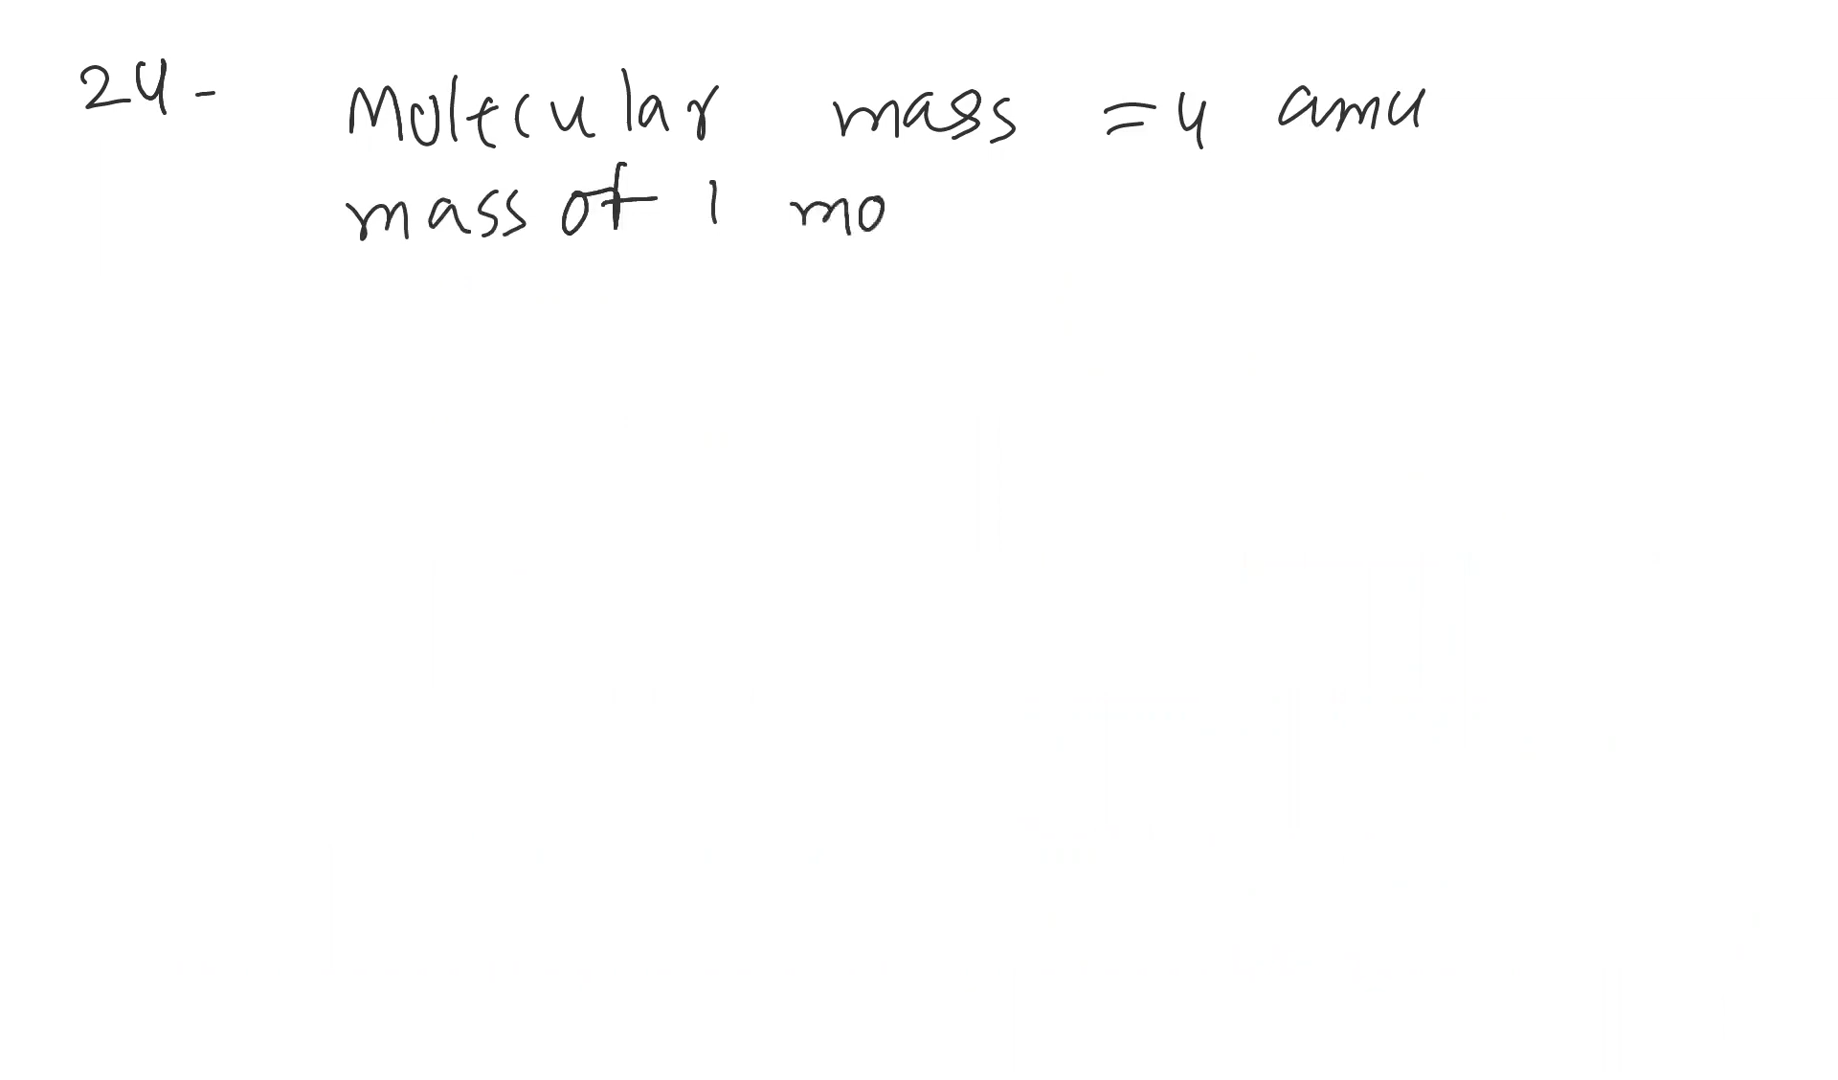 24- Molecular mass = 4 amu
mass of 1 mo